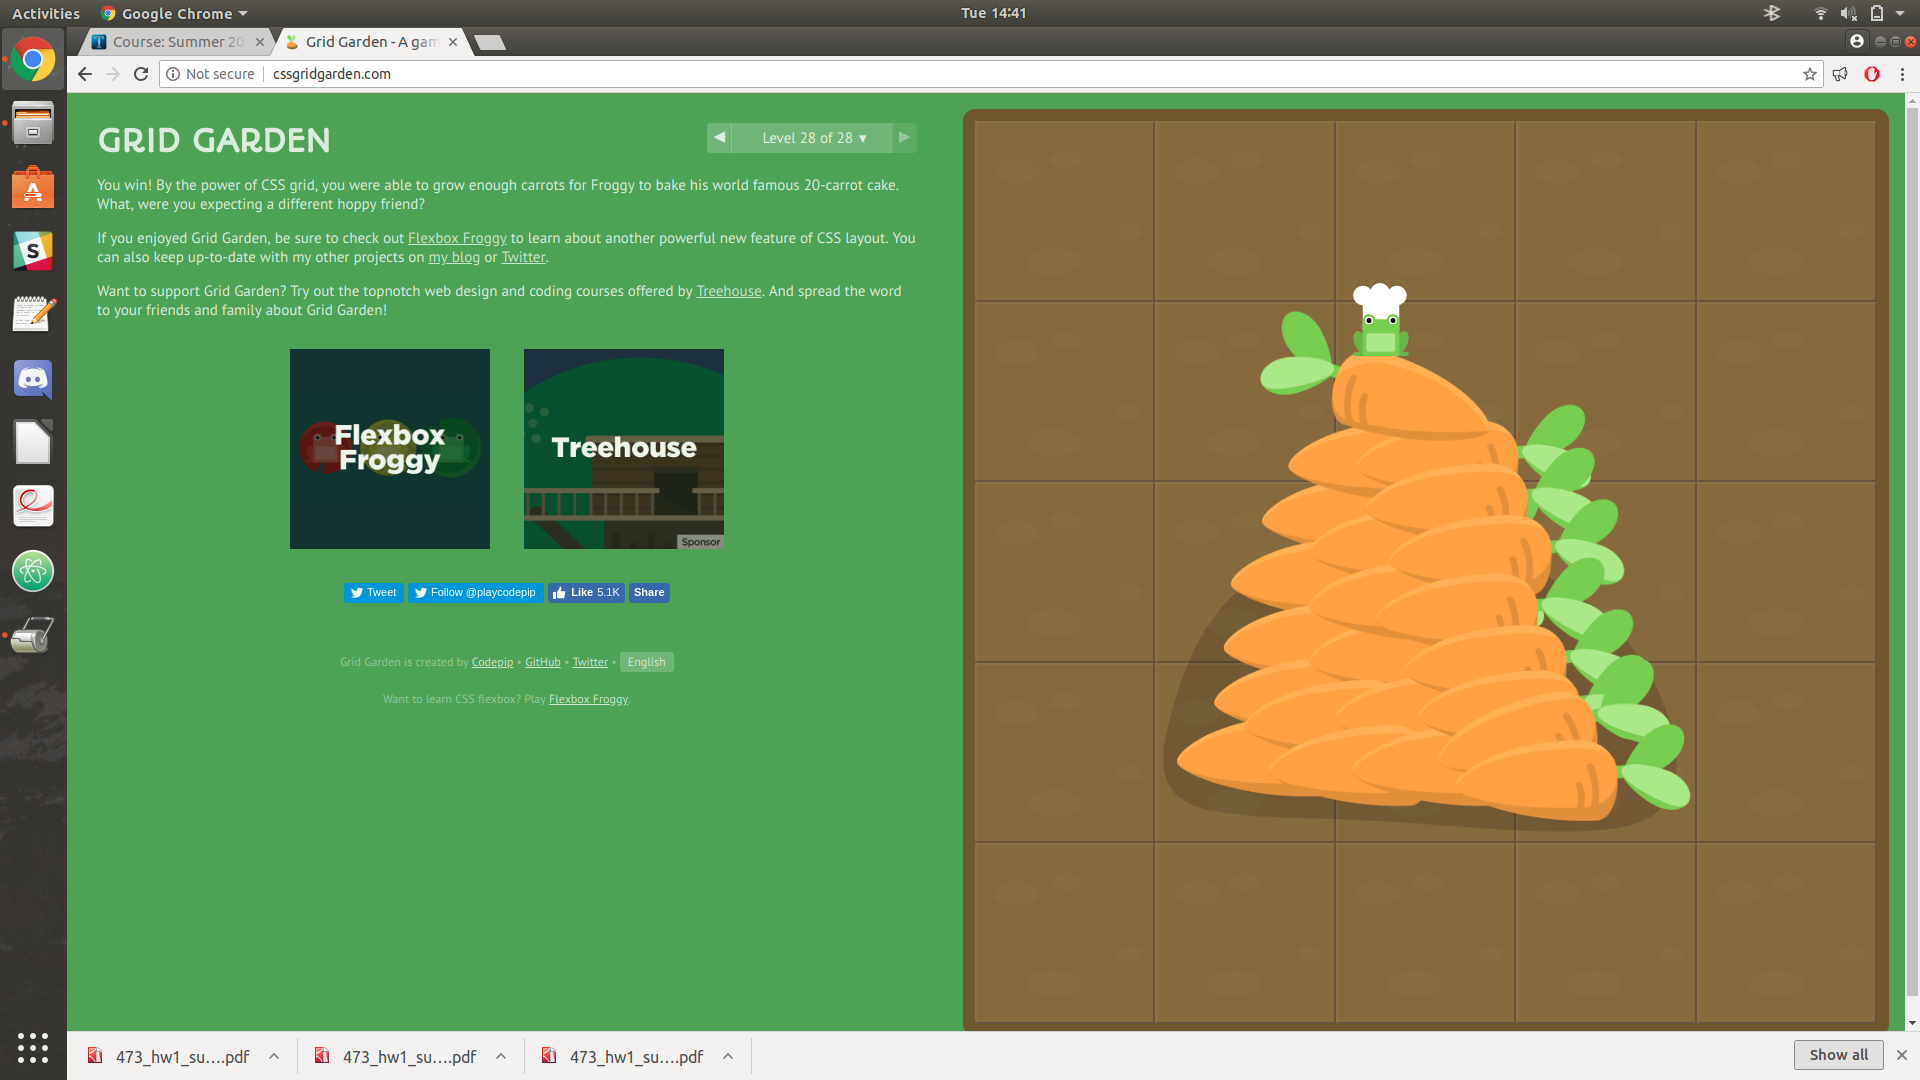 Activities
Google Chrome
Tue 14:41
Course: Summer 20
Grid Garden - A gam
Not secure
cssgridgarden.com
GRID GARDEN
Level 28 of 28 ▼
You win! By the power of CSS grid, you were able to grow enough carrots for Froggy to bake his world famous 20-carrot cake.
What, were you expecting a different hoppy friend?
If you enjoyed Grid Garden, be sure to check out Flexbox Froggy to learn about another powerful new feature of CSS layout. You
can also keep up-to-date with my other projects on my blog or Twitter.
Want to support Grid Garden? Try out the topnotch web design and coding courses offered by Treehouse. And spread the word
to your friends and family about Grid Garden!
Flexbox
Froggy
Treehouse
Sponsor
Tweet
Follow @playcodepip
Like 5.1K
Share
Grid Garden is created by Codepip • GitHub • Twitter • English
Want to learn CSS flexbox? Play Flexbox Froggy.
473_hw1_su....pdf
473_hw1_su....pdf
473_hw1_su....pdf
Show all